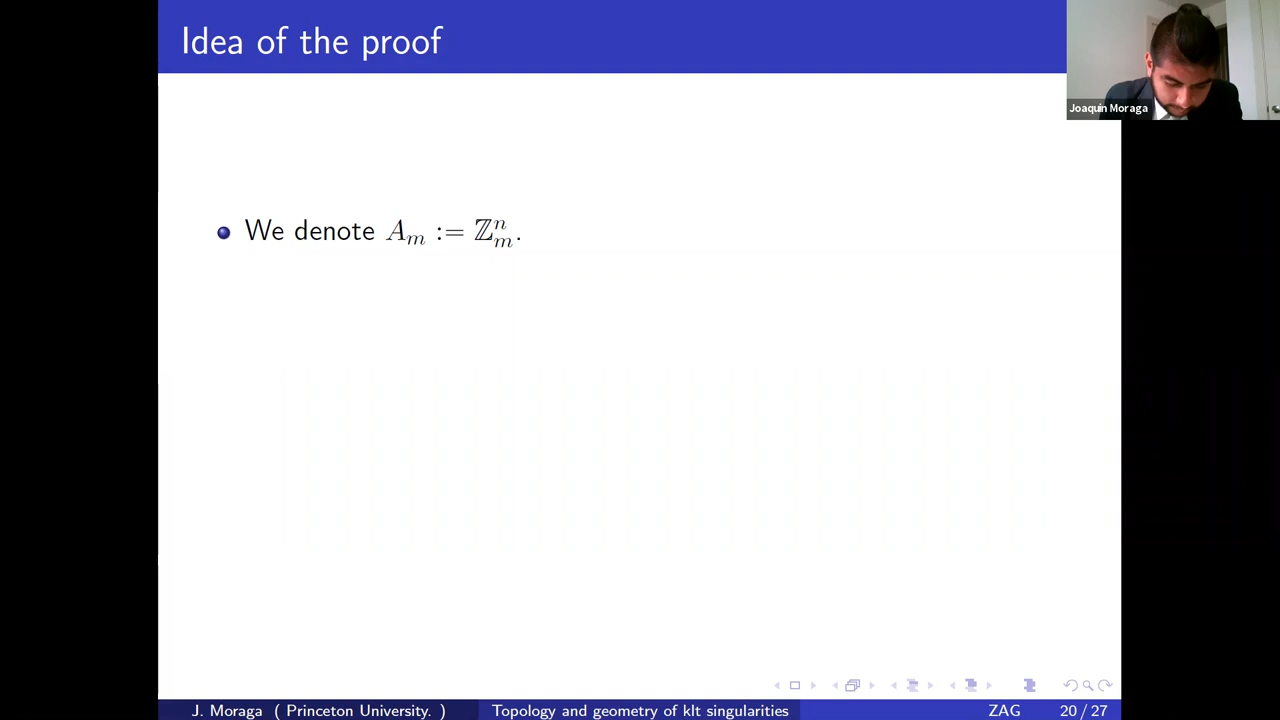 Idea of the proof
Joaquín Moraga
We denote $A_m := \mathbb{Z}_m^n$.
J. Moraga ( Princeton University. )
Topology and geometry of klt singularities
ZAG
20 / 27